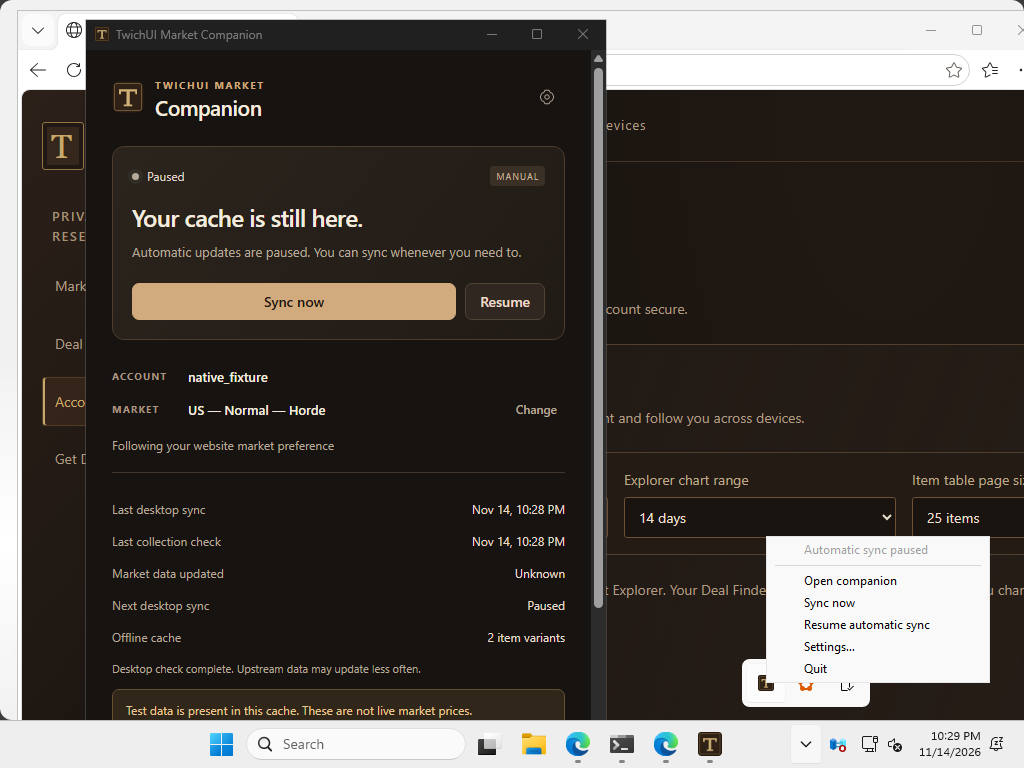 TwichUI Market Companion
T
TWICHUI MARKET
Companion
Paused
MANUAL
Your cache is still here.
Automatic updates are paused. You can sync whenever you need to.
Sync now
Resume
ACCOUNT
native_fixture
MARKET
US — Normal — Horde
Change
Following your website market preference
Last desktop sync
Nov 14, 10:28 PM
Last collection check
Nov 14, 10:28 PM
Market data updated
Unknown
Next desktop sync
Paused
Offline cache
2 item variants
Desktop check complete. Upstream data may update less often.
Test data is present in this cache. These are not live market prices.
T
Mark
Deal
Acco
Get D
evices
count secure.
and follow you across devices.
Explorer chart range
14 days
Item table page si
25 items
Explorer. Your Deal Finde
Automatic sync paused
Open companion
Sync now
Resume automatic sync
Settings...
Quit
Search
10:29 PM
11/14/2026